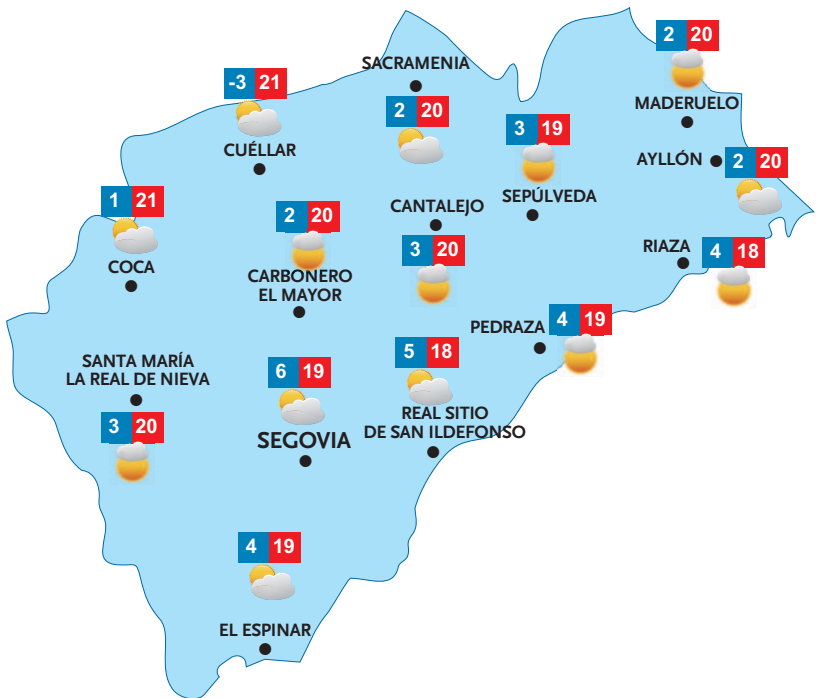 2 20
MADERUELO
SACRAMENIA
2 20
-3 21
CUÉLLAR
3 19
SEPÚLVEDA
AYLLÓN
2 20
1 21
COCA
2 20
CARBONERO
EL MAYOR
CANTALEJO
3 20
RIAZA
4 18
PEDRAZA
4 19
SANTA MARÍA
LA REAL DE NIEVA
3 20
6 19
SEGOVIA
5 18
REAL SITIO
DE SAN ILDEFONSO
4 19
EL ESPINAR